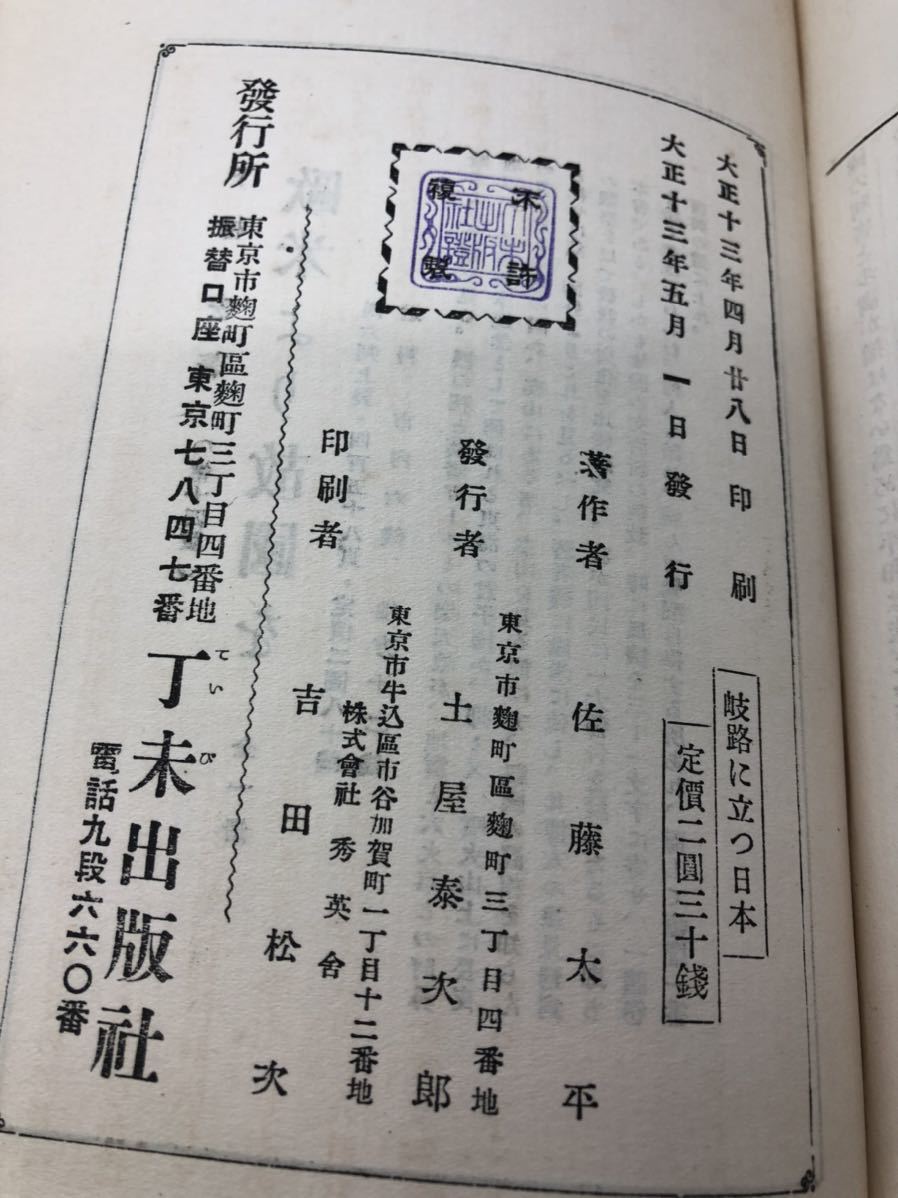 大正十三年四月廿八日印刷
大正十三年五月一日發行
岐路に立つ日本
定價二圓三十錢
著作者 佐藤太平
東京市麴町區麴町三丁目四番地
發行者 土屋泰次郎
東京市牛込區市谷加賀町一丁目十二番地
株式會社 秀英舍
印刷者 吉田松次
不許
複製
發行所
東京市麴町區麴町三丁目四番地
振替口座東京七八四七番
丁未出版社
ていび
電話九段六六〇番